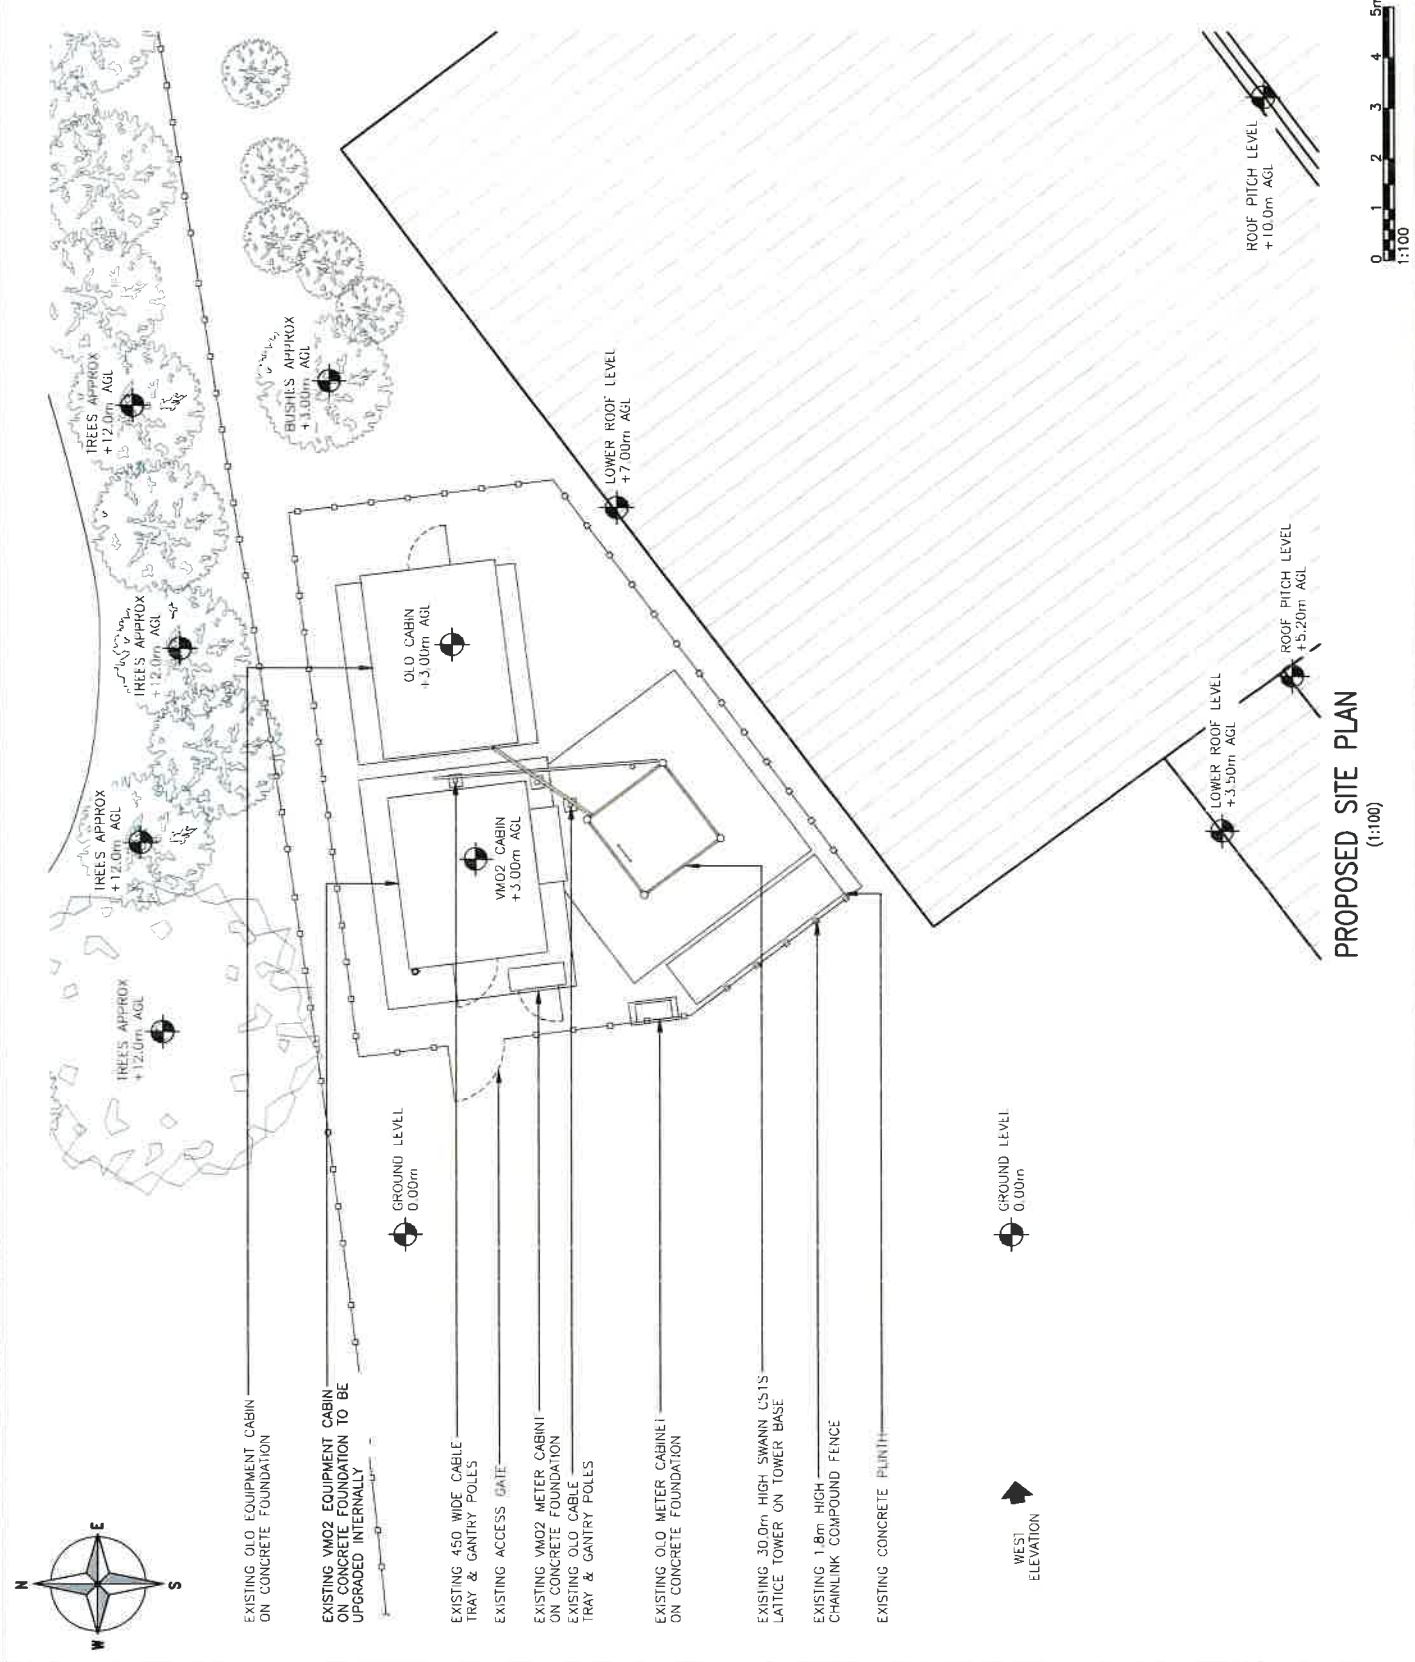 N
E
S
W
EXISTING OLO EQUIPMENT CABIN
ON CONCRETE FOUNDATION
EXISTING VMO2 EQUIPMENT CABIN
ON CONCRETE FOUNDATION TO BE
UPGRADED INTERNALLY
EXISTING 450 WIDE CABLE
TRAY & GANTRY POLES
EXISTING ACCESS GATE
EXISTING VMO2 METER CABINET
ON CONCRETE FOUNDATION
EXISTING OLO CABLE
TRAY & GANTRY POLES
EXISTING OLO METER CABINET
ON CONCRETE FOUNDATION
EXISTING 30.0m HIGH SWANN CS1S
LATTICE TOWER ON TOWER BASE
EXISTING 1.8m HIGH
CHAINLINK COMPOUND FENCE
EXISTING CONCRETE PLINTH
WEST
ELEVATION
GROUND LEVEL
0.00m
GROUND LEVEL
0.00m
TREES APPROX
+12.0m AGL
TREES APPROX
+12.0m AGL
TREES APPROX
+12.0m AGL
TREES APPROX
+12.0m AGL
BUSHES APPROX
+3.00m AGL
VMO2 CABIN
+3.00m AGL
OLO CABIN
+3.00m AGL
LOWER ROOF LEVEL
+7.00m AGL
LOWER ROOF LEVEL
+3.50m AGL
ROOF PITCH LEVEL
+5.20m AGL
ROOF PITCH LEVEL
+10.0m AGL
PROPOSED SITE PLAN
(1:100)
0 1 2 3 4 5m
1:100